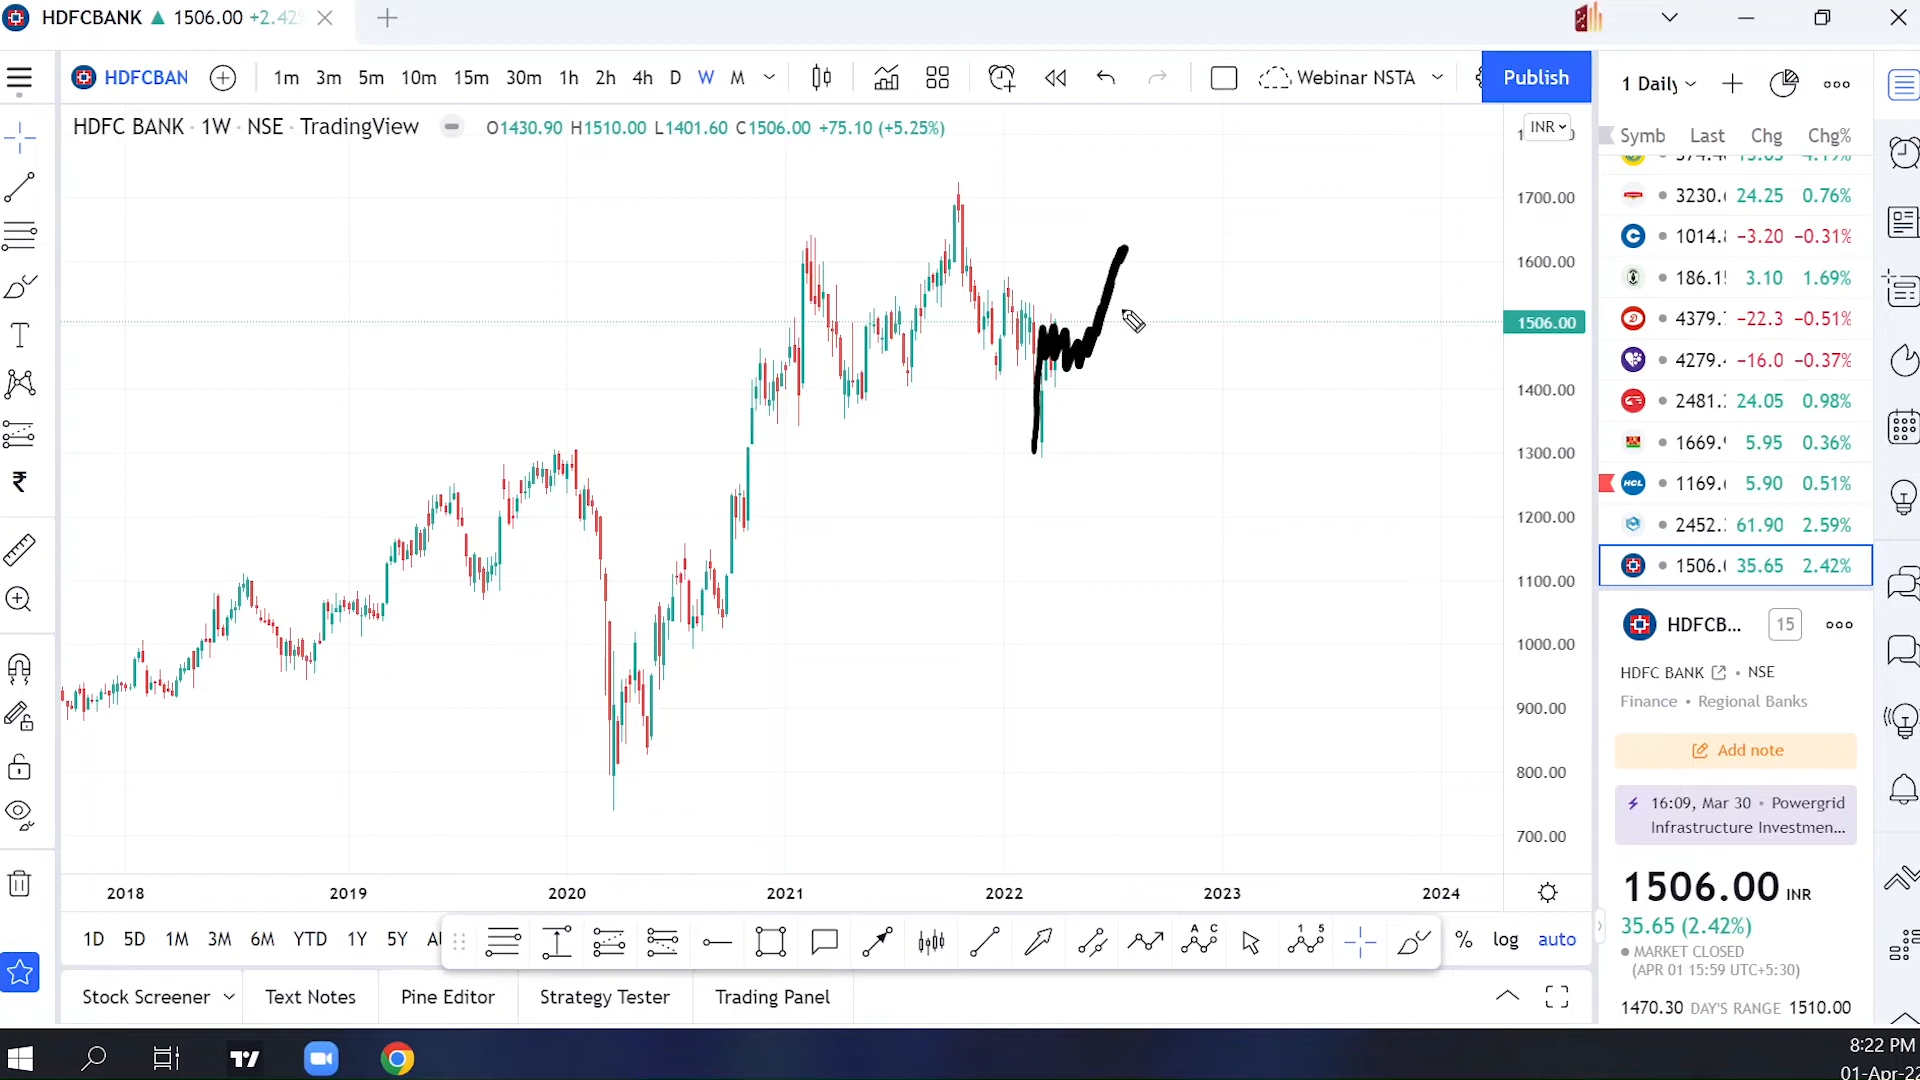 HDFCBANK ▲ 1506.00 +2.42%
HDFCBAN 1m 3m 5m 10m 15m 30m 1h 2h 4h D W M Webinar NSTA Publish
1 Daily
HDFC BANK · 1W · NSE · TradingView O1430.90 H1510.00 L1401.60 C1506.00 +75.10 (+5.25%)
INR
Symb Last Chg Chg%
3230. 24.25 0.76%
1014. −3.20 −0.31%
186.1 3.10 1.69%
4379. −22.3 −0.51%
4279. −16.0 −0.37%
2481. 24.05 0.98%
1669. 5.95 0.36%
HCL 1169. 5.90 0.51%
2452. 61.90 2.59%
1506. 35.65 2.42%
1700.00
1600.00
1506.00
1400.00
1300.00
1200.00
1100.00
1000.00
900.00
800.00
700.00
2018 2019 2020 2021 2022 2023 2024
HDFCB... 15
HDFC BANK • NSE
Finance • Regional Banks
Add note
16:09, Mar 30 • Powergrid
Infrastructure Investmen...
1506.00 INR
35.65 (2.42%)
MARKET CLOSED
(APR 01 15:59 UTC+5:30)
1470.30 DAY'S RANGE 1510.00
1D 5D 1M 3M 6M YTD 1Y 5Y
A C
1 5
% log auto
Stock Screener Text Notes Pine Editor Strategy Tester Trading Panel
8:22 PM
01-Apr-22